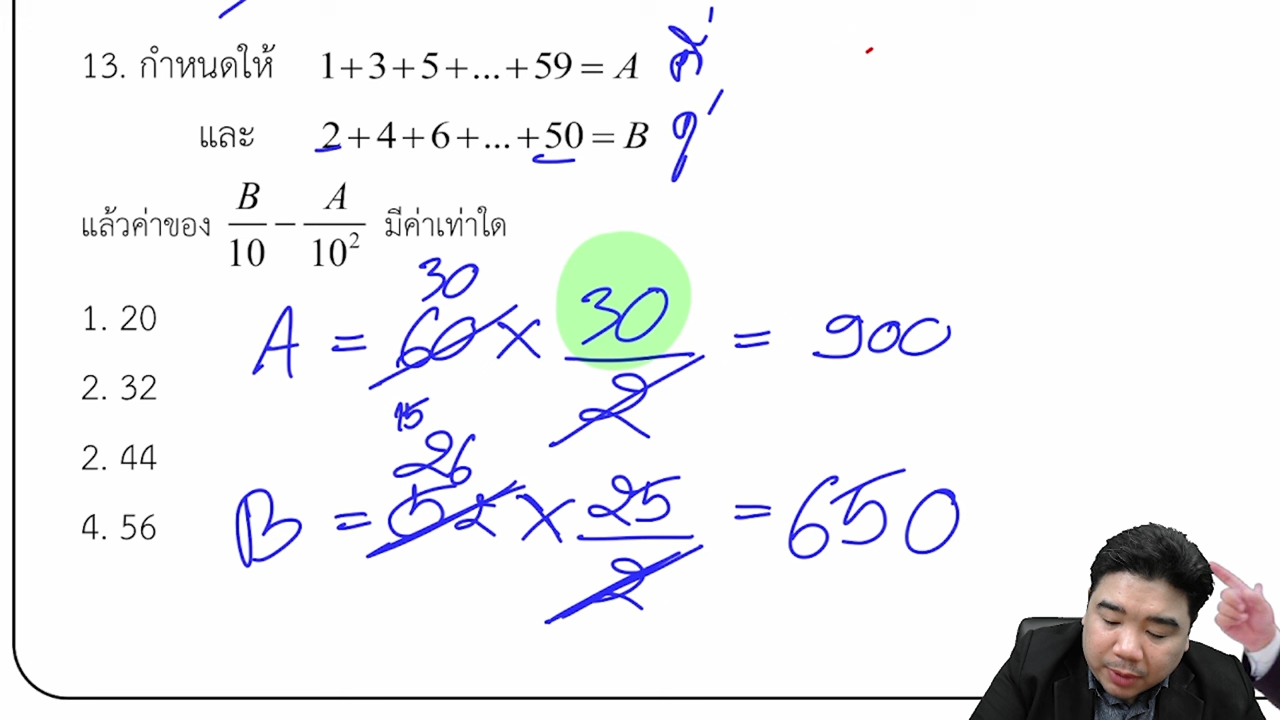 13. กำหนดให้ 1+3+5+...+59 = A คี่
และ 2+4+6+...+50 = B คู่
แล้วค่าของ B/10 − A/10² มีค่าเท่าใด
1. 20
2. 32
2. 44
4. 56
30
A = 60 × 30/2 = 900
15
26
B = 52 × 25/2 = 650